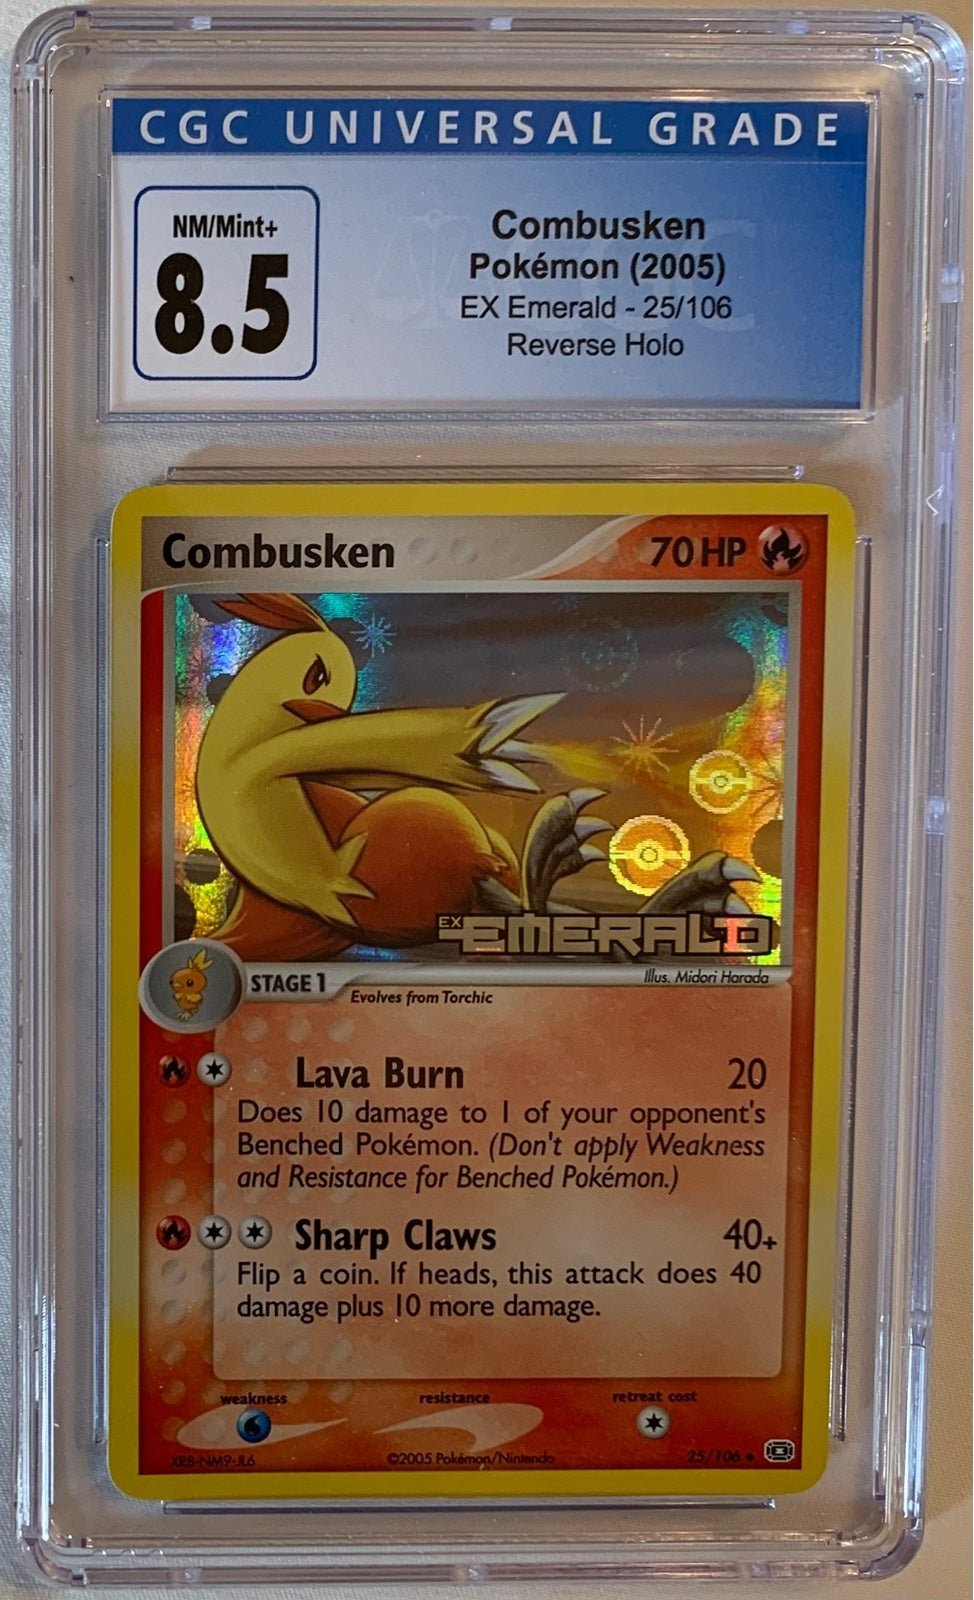 CGC UNIVERSAL GRADE
NM/Mint+
8.5
Combusken
Pokémon (2005)
EX Emerald - 25/106
Reverse Holo
Combusken 70 HP
EX EMERALD
STAGE 1
Illus. Midori Harada
Evolves from Torchic
Lava Burn 20
Does 10 damage to 1 of your opponent's
Benched Pokémon. (Don't apply Weakness
and Resistance for Benched Pokémon.)
Sharp Claws 40+
Flip a coin. If heads, this attack does 40
damage plus 10 more damage.
weakness resistance retreat cost
©2005 Pokémon/Nintendo 25/106